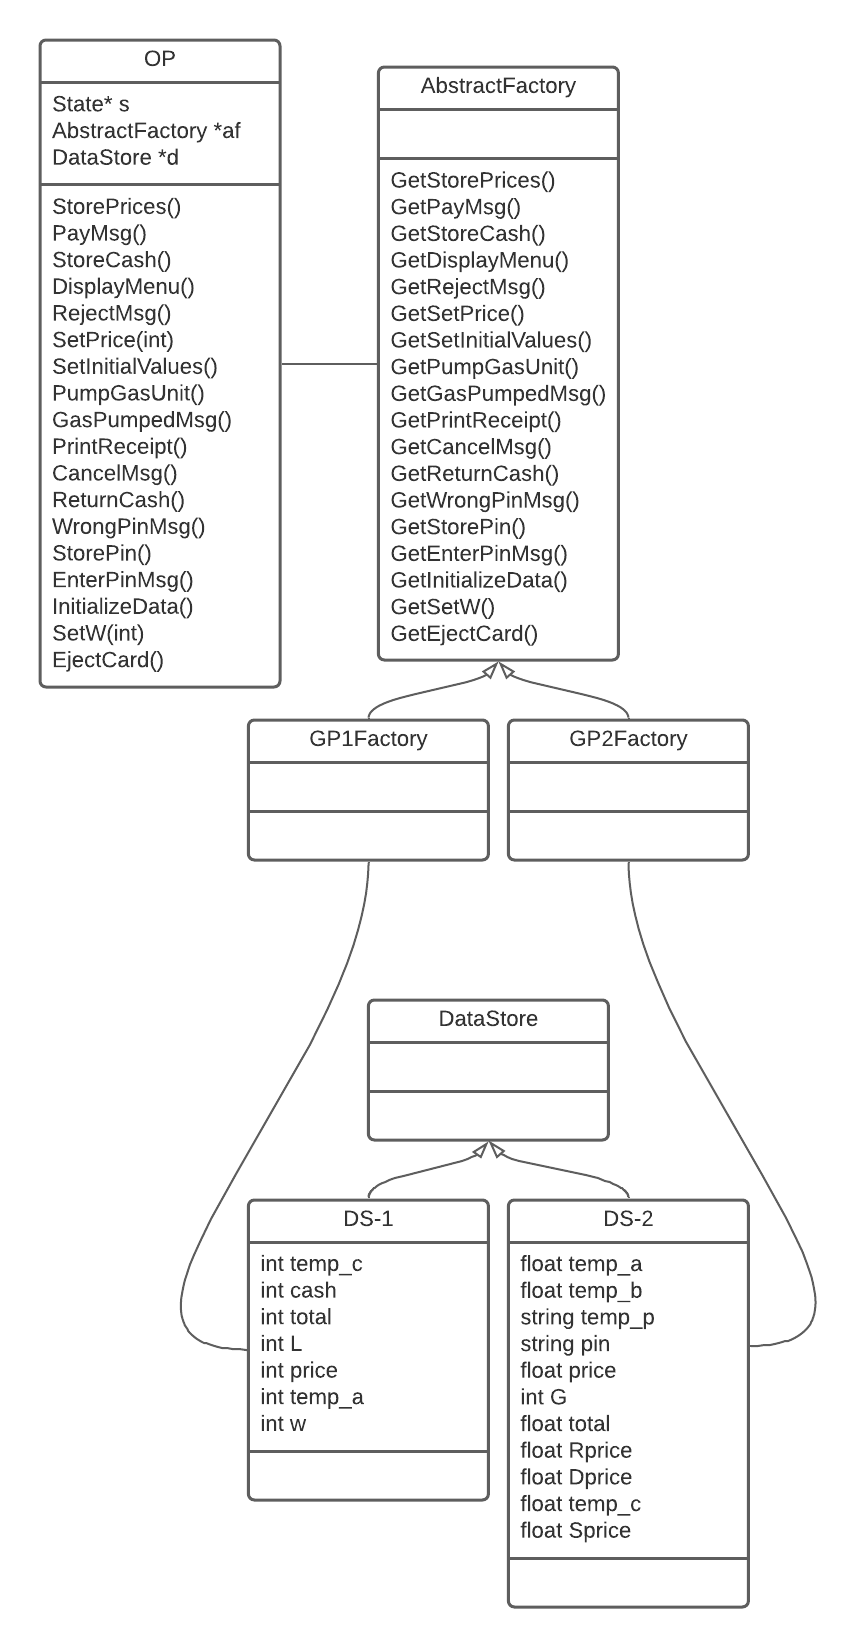 OP
State* s
AbstractFactory *af
DataStore *d
StorePrices()
PayMsg()
StoreCash()
DisplayMenu()
RejectMsg()
SetPrice(int)
SetInitialValues()
PumpGasUnit()
GasPumpedMsg()
PrintReceipt()
CancelMsg()
ReturnCash()
WrongPinMsg()
StorePin()
EnterPinMsg()
InitializeData()
SetW(int)
EjectCard()
AbstractFactory
GetStorePrices()
GetPayMsg()
GetStoreCash()
GetDisplayMenu()
GetRejectMsg()
GetSetPrice()
GetSetInitialValues()
GetPumpGasUnit()
GetGasPumpedMsg()
GetPrintReceipt()
GetCancelMsg()
GetReturnCash()
GetWrongPinMsg()
GetStorePin()
GetEnterPinMsg()
GetInitializeData()
GetSetW()
GetEjectCard()
GP1Factory
GP2Factory
DataStore
DS-1
int temp_c
int cash
int total
int L
int price
int temp_a
int w
DS-2
float temp_a
float temp_b
string temp_p
string pin
float price
int G
float total
float Rprice
float Dprice
float temp_c
float Sprice